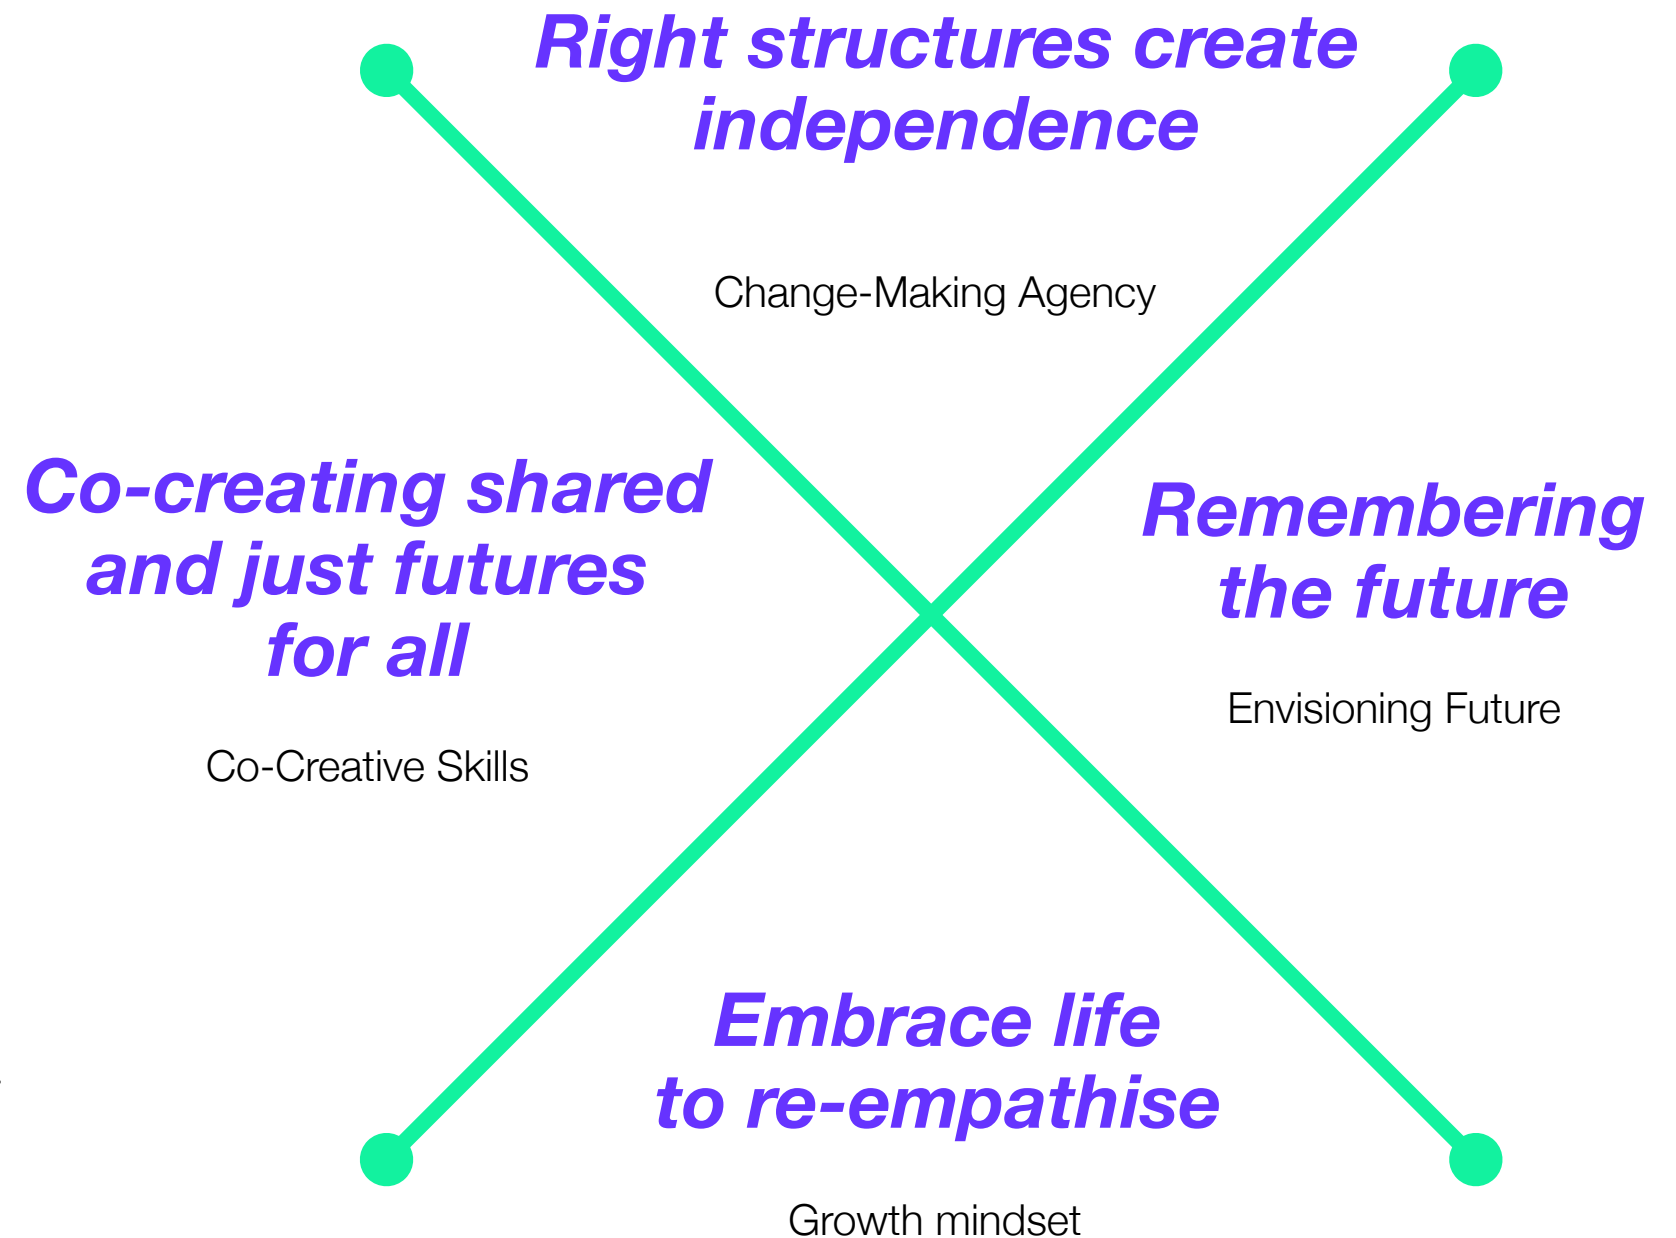 Right structures create
independence
Change-Making Agency
Co-creating shared
and just futures
for all
Co-Creative Skills
Remembering
the future
Envisioning Future
Embrace life
to re-empathise
Growth mindset